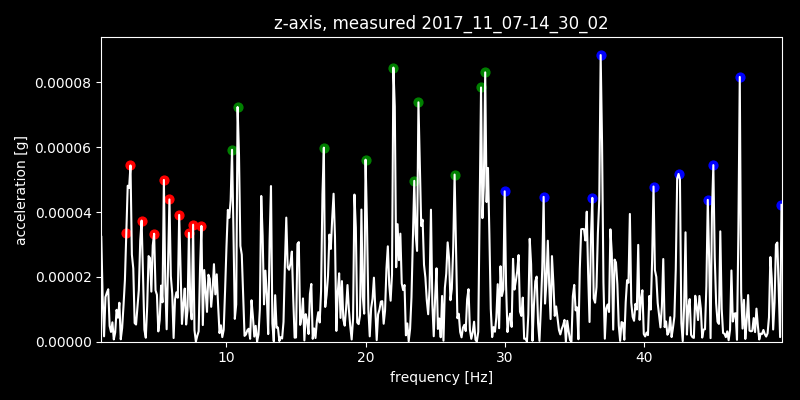 z-axis, measured 2017_11_07-14_30_02
acceleration [g]
0.00008
0.00006
0.00004
0.00002
0.00000
10 20 30 40
frequency [Hz]